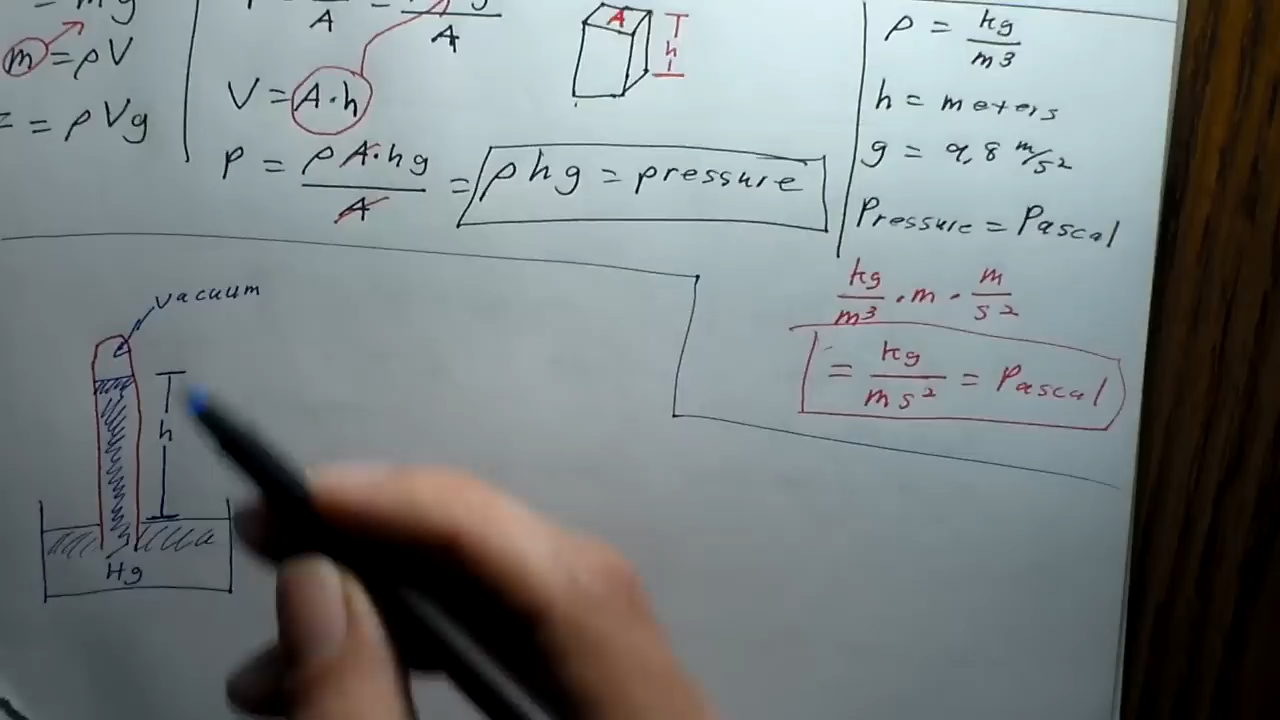 m = ρV
= ρVg
A
A
V = A·h
P = ρA·hg / A = ρhg = pressure
A
h
ρ = kg / m3
h = meters
g = 9,8 m/s2
Pressure = Pascal
kg / m3 · m · m / s2
= kg / ms2 = Pascal
vacuum
h
Hg